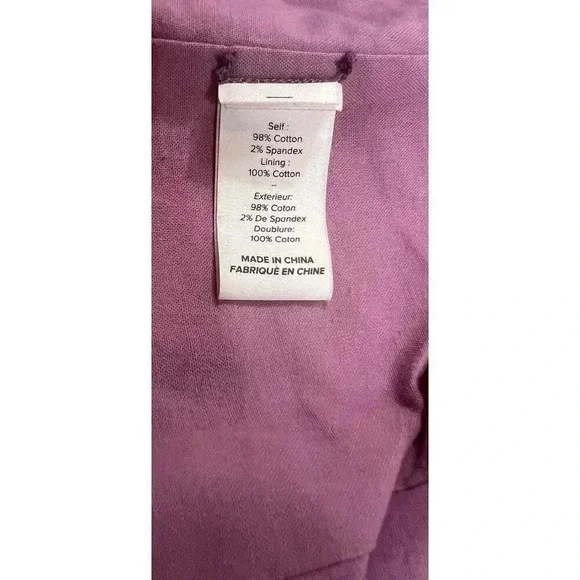 Self :
98% Cotton
2% Spandex
Lining :
100% Cotton
--
Exterieur:
98% Coton
2% De Spandex
Doublure:
100% Coton
MADE IN CHINA
FABRIQUÈ EN CHINE